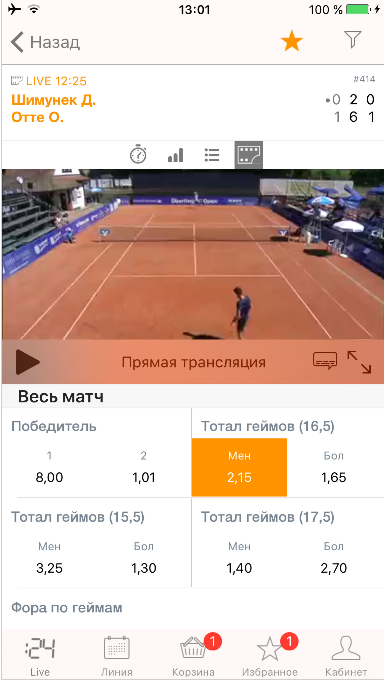 13:01 100 %
Назад
LIVE 12:25 #414
Шимунек Д. 0 2 0
Отте О. 1 6 1
Прямая трансляция
Весь матч
Победитель Тотал геймов (16,5)
1 2 Мен Бол
8,00 1,01 2,15 1,65
Тотал геймов (15,5) Тотал геймов (17,5)
Мен Бол Мен Бол
3,25 1,30 1,40 2,70
Фора по геймам
:24 1 1
Live Линия Корзина Избранное Кабинет